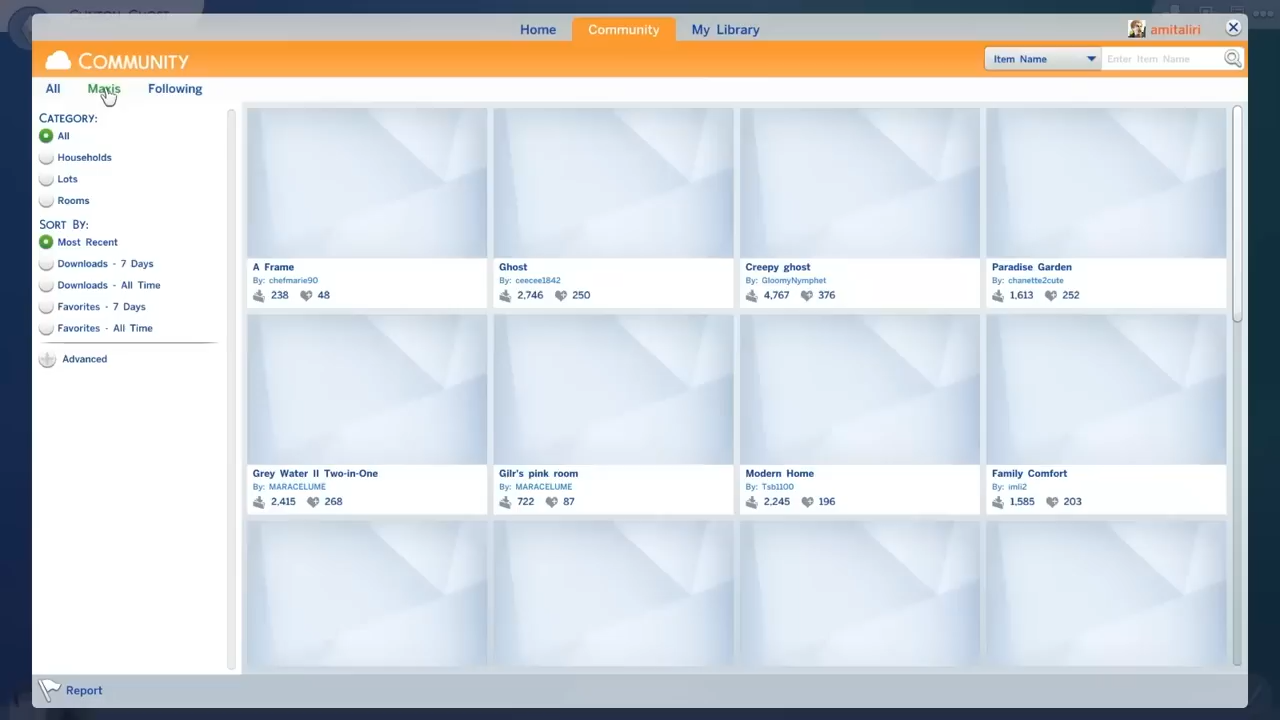 Home Community My Library amitaliri
COMMUNITY Item Name Enter Item Name
All Maxis Following
CATEGORY:
All
Households
Lots
Rooms
SORT BY:
Most Recent
Downloads - 7 Days
Downloads - All Time
Favorites - 7 Days
Favorites - All Time
Advanced
A Frame
By: chefmarie90
238 48
Ghost
By: ceecee1842
2,746 250
Creepy ghost
By: GloomyNymphet
4,767 376
Paradise Garden
By: chanette2cute
1,613 252
Grey Water II Two-in-One
By: MARACELUME
2,415 268
Gilr's pink room
By: MARACELUME
722 87
Modern Home
By: Tsb1100
2,245 196
Family Comfort
By: imli2
1,585 203
Report